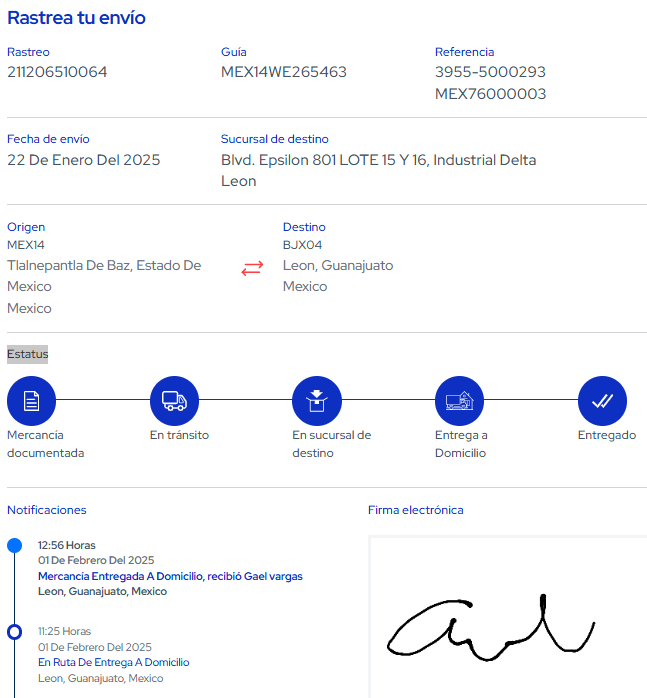 Rastrea tu envío
Rastreo
211206510064
Guía
MEX14WE265463
Referencia
3955-5000293
MEX76000003
Fecha de envío
22 De Enero Del 2025
Sucursal de destino
Blvd. Epsilon 801 LOTE 15 Y 16, Industrial Delta
Leon
Origen
MEX14
Tlalnepantla De Baz, Estado De
Mexico
Mexico
Destino
BJX04
Leon, Guanajuato
Mexico
Estatus
Mercancía
documentada
En tránsito
En sucursal de
destino
Entrega a
Domicilio
Entregado
Notificaciones
12:56 Horas
01 De Febrero Del 2025
Mercancía Entregada A Domicilio, recibió Gael vargas
Leon, Guanajuato, Mexico
11:25 Horas
01 De Febrero Del 2025
En Ruta De Entrega A Domicilio
Leon, Guanajuato, Mexico
Firma electrónica